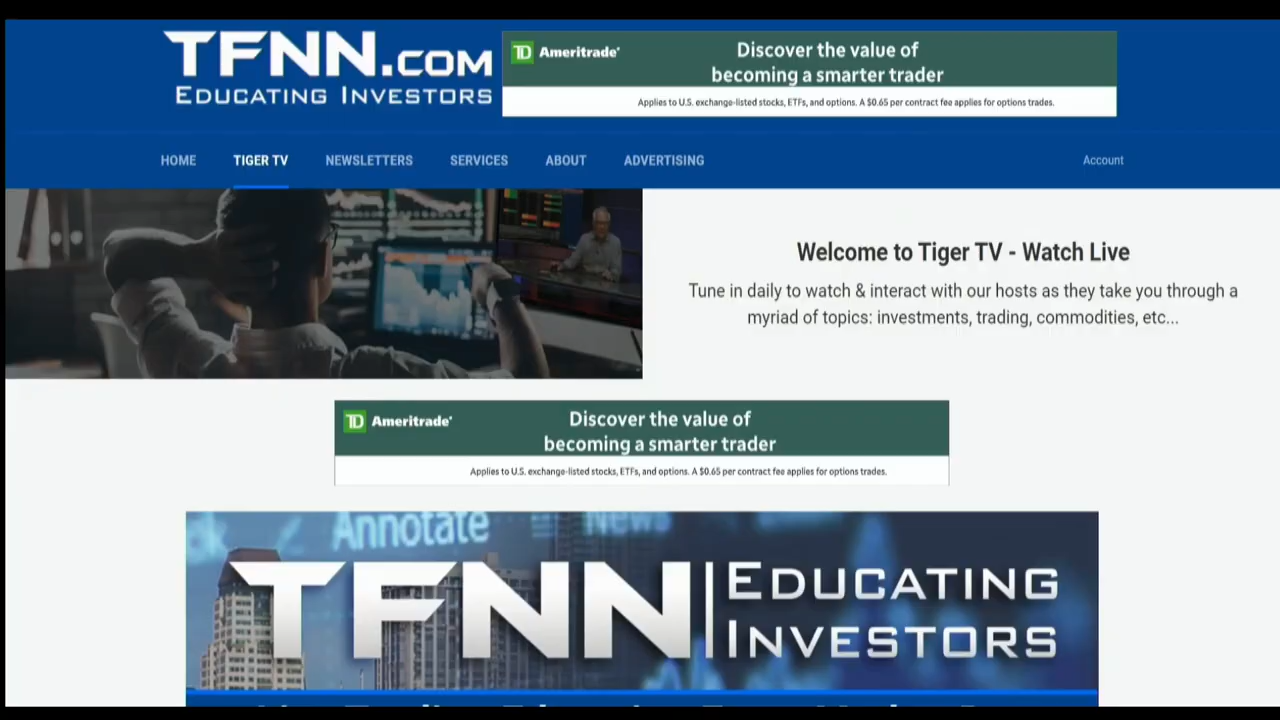 TFNN.com
Educating Investors
TD Ameritrade
Discover the value of
becoming a smarter trader
Applies to U.S. exchange-listed stocks, ETFs, and options. A $0.65 per contract fee applies for options trades.
HOME TIGER TV NEWSLETTERS SERVICES ABOUT ADVERTISING Account
Welcome to Tiger TV - Watch Live
Tune in daily to watch & interact with our hosts as they take you through a
myriad of topics: investments, trading, commodities, etc...
TD Ameritrade
Discover the value of
becoming a smarter trader
Applies to U.S. exchange-listed stocks, ETFs, and options. A $0.65 per contract fee applies for options trades.
Annotate News
TFNN
Educating
Investors